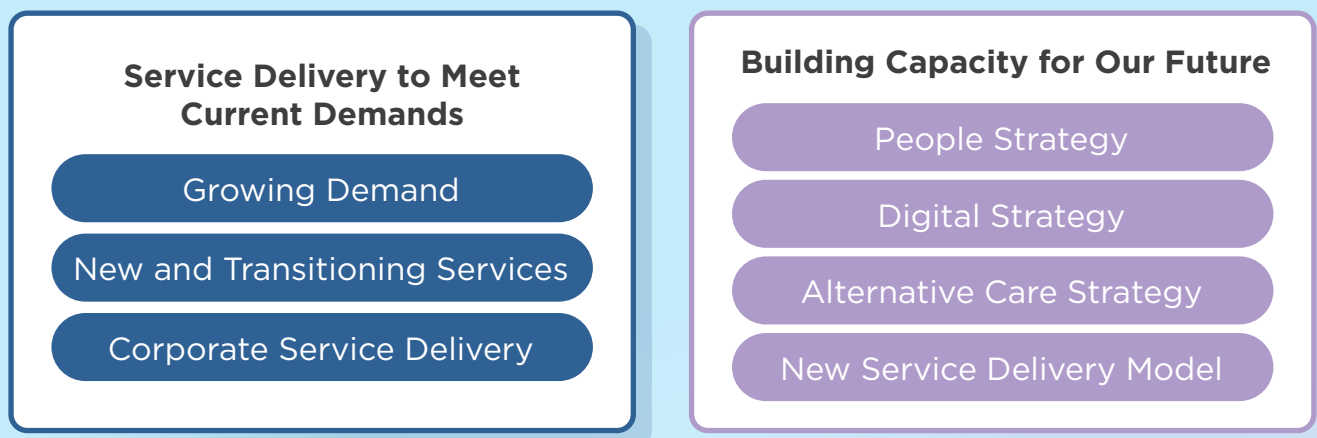 Service Delivery to Meet
Current Demands
Growing Demand
New and Transitioning Services
Corporate Service Delivery
Building Capacity for Our Future
People Strategy
Digital Strategy
Alternative Care Strategy
New Service Delivery Model